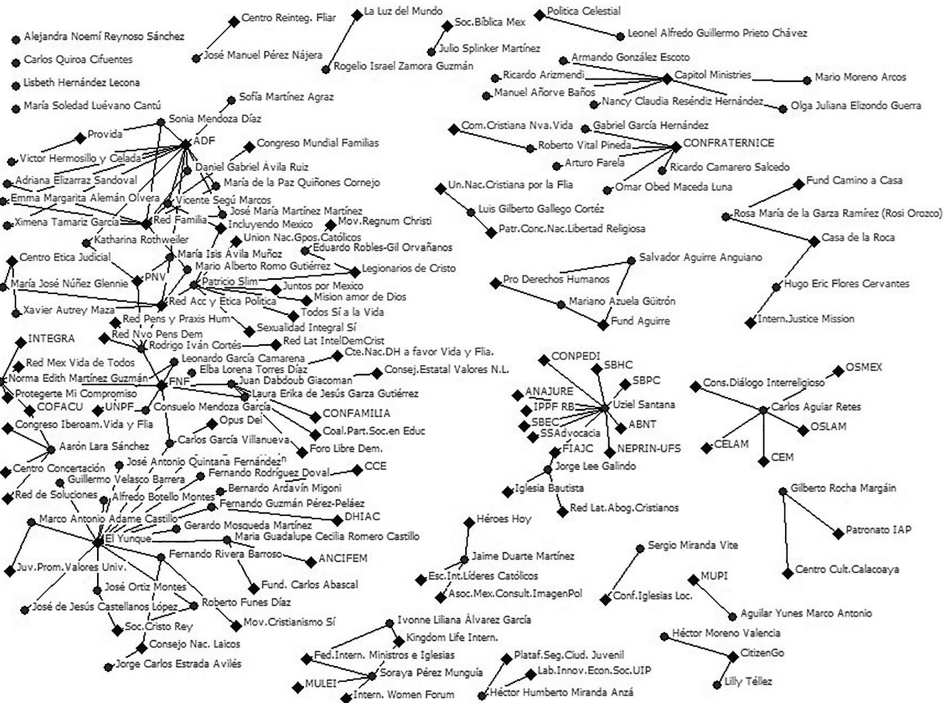 Centro Reinteg. Fliar
La Luz del Mundo
Politica Celestial
Soc.Bíblica Mex
Alejandra Noemí Reynoso Sánchez
Leonel Alfredo Guillermo Prieto Chávez
Julio Splinker Martínez
Carlos Quiroa Cifuentes
José Manuel Pérez Nájera
Rogelio Israel Zamora Guzmán
Armando González Escoto
Ricardo Arizmendi
Capitol Ministries
Mario Moreno Arcos
Lisbeth Hernández Lecona
Manuel Añorve Baños
Sofía Martínez Agraz
Nancy Claudia Reséndiz Hernández
Olga Juliana Elizondo Guerra
María Soledad Luévano Cantú
Sonia Mendoza Díaz
Com.Cristiana Nva.Vida
Gabriel García Hernández
Provida
ADF
Congreso Mundial Familias
Roberto Vital Pineda
CONFRATERNICE
Victor Hermosillo y Celada
Daniel Gabriel Ávila Ruiz
Arturo Farela
Ricardo Camarero Salcedo
Adriana Elizarraz Sandoval
María de la Paz Quiñones Cornejo
Un.Nac.Cristiana por la Flia
Omar Obed Maceda Luna
Fund Camino a Casa
Emma Margarita Alemán Olvera
Vicente Segú Marcos
José María Martínez Martínez
Mov.Regnum Christi
Luis Gilberto Gallego Cortéz
Rosa María de la Garza Ramírez (Rosi Orozco)
Ximena Tamariz García
Red Familia
Incluyendo Mexico
Patr.Conc.Nac.Libertad Religiosa
Katharina Rothweiler
Union Nac.Gpos.Católicos
Eduardo Robles-Gil Orvañanos
Casa de la Roca
Centro Etica Judicial
María Isis Avila Muñoz
Salvador Aguirre Anguiano
Mario Alberto Romo Gutiérrez
Legionarios de Cristo
María José Núñez Glennie
PNV
Patricio Slim
Juntos por Mexico
Pro Derechos Humanos
Hugo Eric Flores Cervantes
Red Acc y Etica Politica
Mision amor de Dios
Mariano Azuela Güitrón
Xavier Autrey Maza
Todos Sí a la Vida
Red Pens y Praxis Hum
Sexualidad Integral Sí
Fund Aguirre
Intern.Justice Mission
Red Nvo Pens Dem
INTEGRA
Rodrigo Iván Cortés
Red Lat IntelDemCrist
Cte.Nac.DH a favor Vida y Flia.
Red Mex Vida de Todos
Leonardo García Camarena
CONPEDI
SBHC
OSMEX
Elba Lorena Torres Díaz
Consej.Estatal Valores N.L.
Norma Edith Martínez Guzmán
FNF
Juan Dabdoub Giacoman
SBPC
Cons.Diálogo Interreligioso
Protegerte Mi Compromiso
Laura Erika de Jesús Garza Gutiérrez
ANAJURE
COFACU
UNPF
Consuelo Mendoza García
CONFAMILIA
IPPF RB
Uziel Santana
Carlos Aguiar Retes
Congreso Iberoam.Vida y Flia
Opus Dei
Coal.Part.Soc.en Educ
SBEC
ABNT
OSLAM
SSAdvocacia
Aarón Lara Sánchez
Carlos García Villanueva
Foro Libre Dem.
FIAJC
NEPRIN-UFS
CELAM
CEM
Centro Concertación
José Antonio Quintana Fernández
CCE
Jorge Lee Galindo
Guillermo Velasco Barrera
Fernando Rodríguez Doval
Red de Soluciones
Bernardo Ardavín Migoni
Iglesia Bautista
Gilberto Rocha Margáin
Alfredo Botello Montes
Fernando Guzmán Pérez-Peláez
Red Lat.Abog.Cristianos
Marco Antonio Adame Castillo
DHIAC
Héroes Hoy
Gerardo Mosqueda Martínez
Patronato IAP
El Yunque
Maria Guadalupe Cecilia Romero Castillo
Sergio Miranda Vite
Fernando Rivera Barroso
ANCIFEM
Jaime Duarte Martínez
Juv.Prom.Valores Univ.
Esc.Int.Líderes Católicos
MUPI
Centro Cult.Calacoaya
José Ortiz Montes
Fund. Carlos Abascal
Asoc.Mex.Consult.ImagenPol
Conf.Iglesias Loc.
José de Jesús Castellanos López
Roberto Funes Díaz
Aguilar Yunes Marco Antonio
Soc.Cristo Rey
Mov.Cristianismo Sí
Ivonne Liliana Álvarez García
Héctor Moreno Valencia
Consejo Nac. Laicos
Kingdom Life Intern.
Fed.Intern. Ministros e Iglesias
Plataf.Seg.Ciud. Juvenil
CitizenGo
Jorge Carlos Estrada Avilés
Soraya Pérez Munguía
Lab.Innov.Econ.Soc.UIP
MULEI
Lilly Téllez
Intern. Women Forum
Héctor Humberto Miranda Anzá